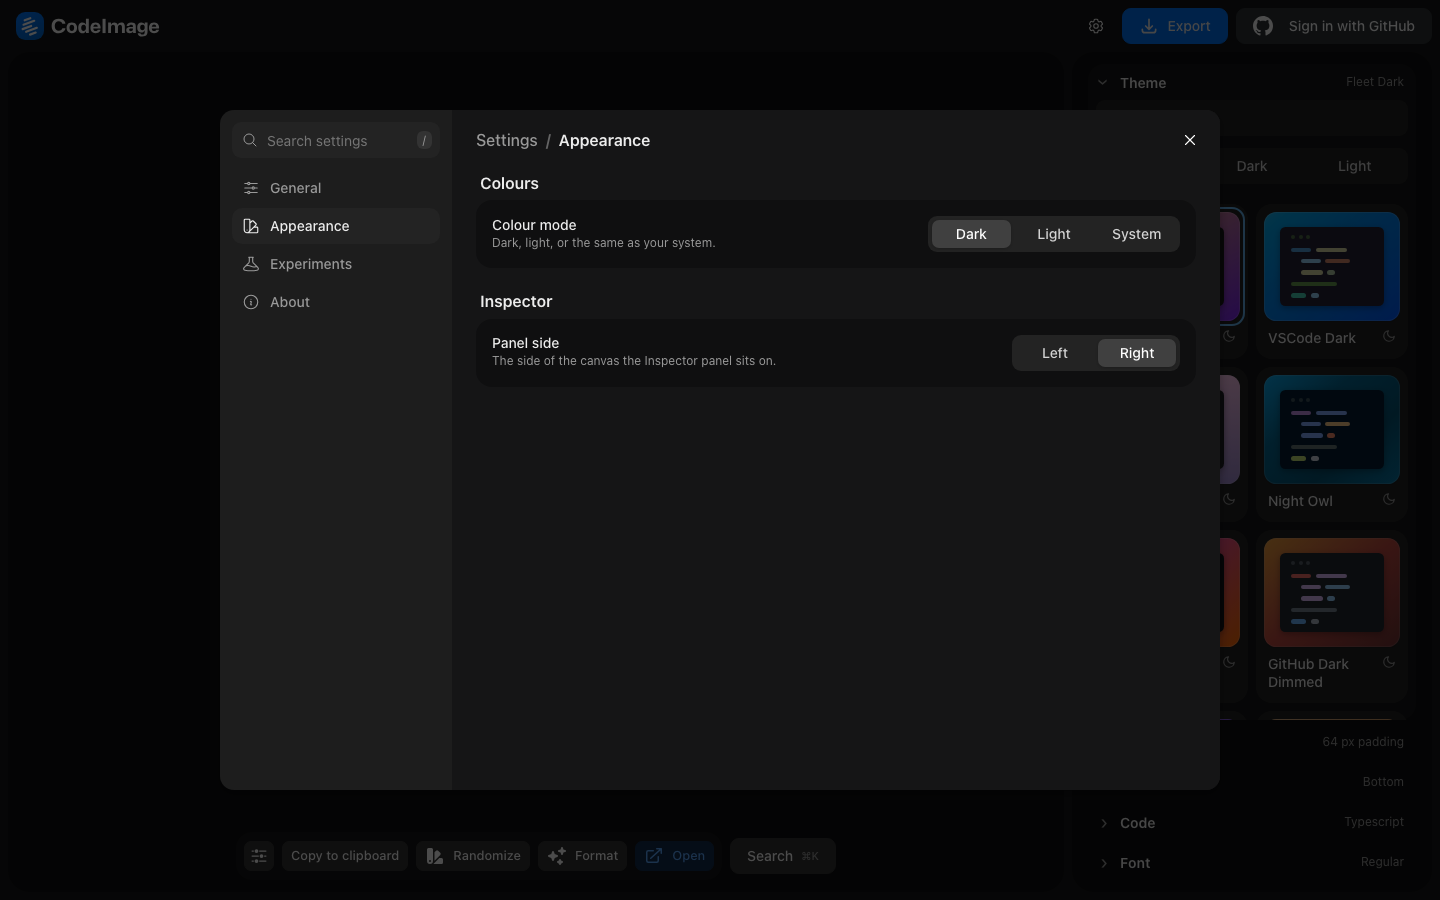 CodeImage
Export
Sign in with GitHub
Search settings /
General
Appearance
Experiments
About
Settings / Appearance
Colours
Colour mode
Dark, light, or the same as your system.
Dark
Light
System
Inspector
Panel side
The side of the canvas the Inspector panel sits on.
Left
Right
Theme
Fleet Dark
Dark
Light
VSCode Dark
Night Owl
GitHub Dark
Dimmed
64 px padding
Bottom
Code
Typescript
Font
Regular
Copy to clipboard
Randomize
Format
Open
Search ⌘K